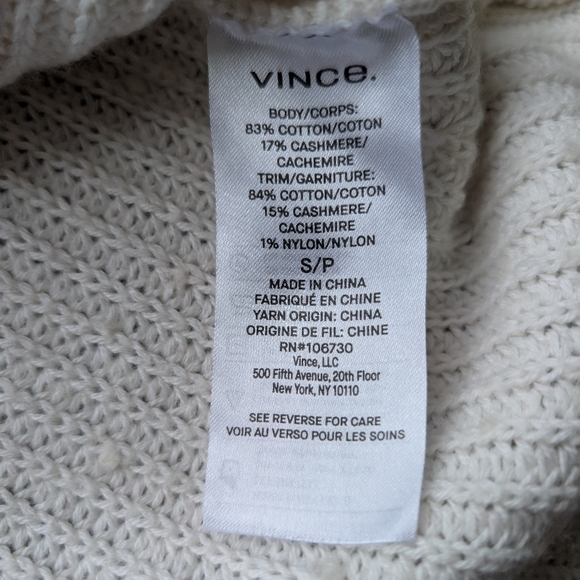 VINCE.
BODY/CORPS:
83% COTTON/COTON
17% CASHMERE/
CACHEMIRE
TRIM/GARNITURE:
84% COTTON/COTON
15% CASHMERE/
CACHEMIRE
1% NYLON/NYLON
S/P
MADE IN CHINA
FABRIQUÉ EN CHINE
YARN ORIGIN: CHINA
ORIGINE DE FIL: CHINE
RN#106730
Vince, LLC
500 Fifth Avenue, 20th Floor
New York, NY 10110
SEE REVERSE FOR CARE
VOIR AU VERSO POUR LES SOINS